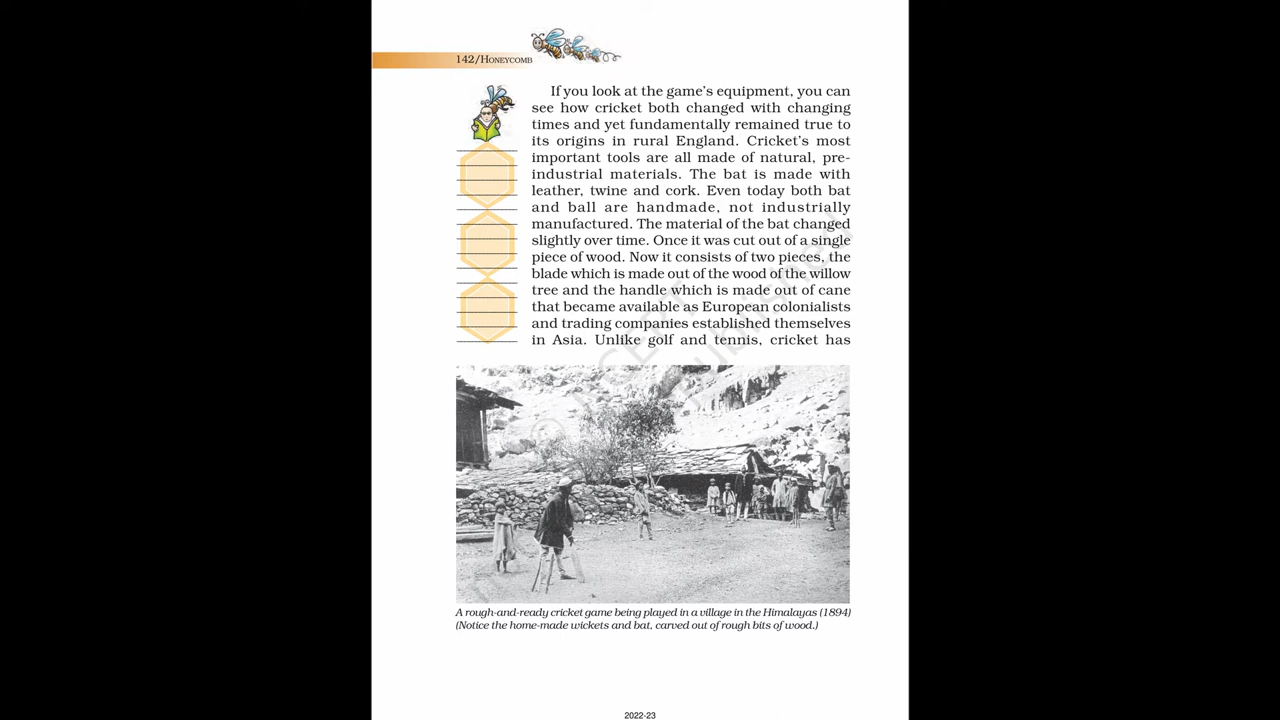 142/HONEYCOMB
If you look at the game's equipment, you can
see how cricket both changed with changing
times and yet fundamentally remained true to
its origins in rural England. Cricket's most
important tools are all made of natural, pre-
industrial materials. The bat is made with
leather, twine and cork. Even today both bat
and ball are handmade, not industrially
manufactured. The material of the bat changed
slightly over time. Once it was cut out of a single
piece of wood. Now it consists of two pieces, the
blade which is made out of the wood of the willow
tree and the handle which is made out of cane
that became available as European colonialists
and trading companies established themselves
in Asia. Unlike golf and tennis, cricket has
A rough-and-ready cricket game being played in a village in the Himalayas (1894)
(Notice the home-made wickets and bat, carved out of rough bits of wood.)
2022-23